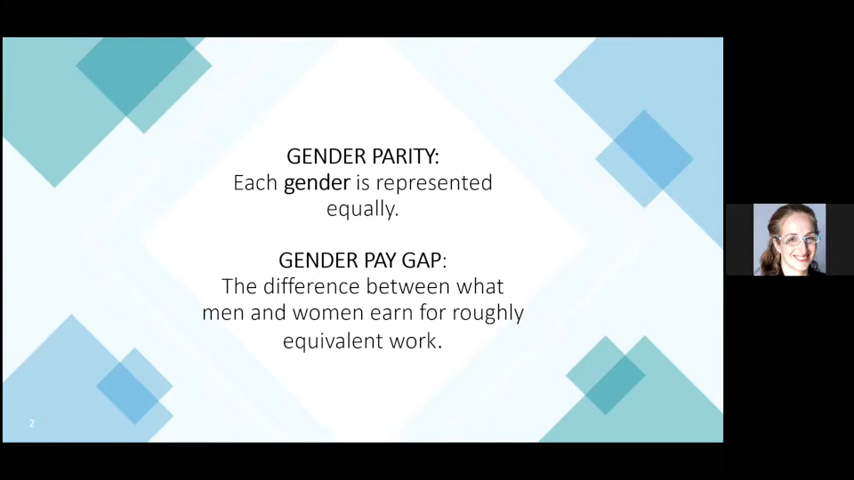 GENDER PARITY:
Each gender is represented
equally.
GENDER PAY GAP:
The difference between what
men and women earn for roughly
equivalent work.
2